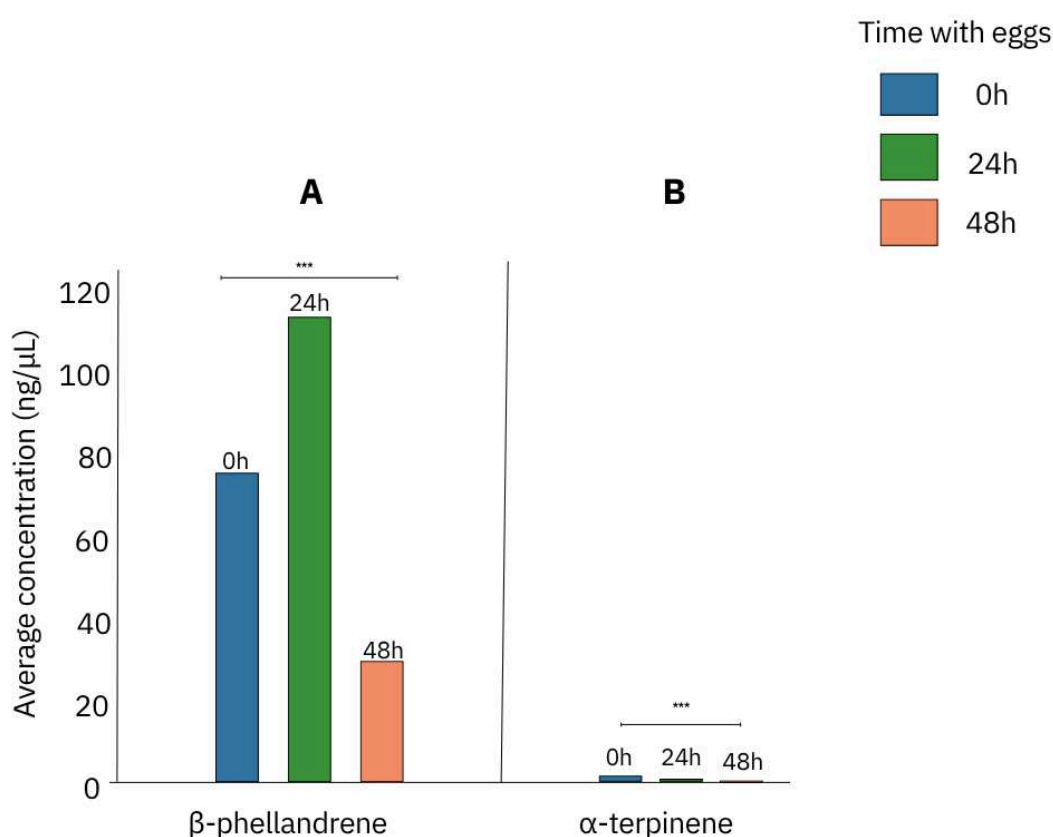 Time with eggs
0h
24h
48h
A
B
Average concentration (ng/µL)
120
100
80
60
40
20
0
***
24h
0h
48h
***
0h
24h
48h
β-phellandrene
α-terpinene